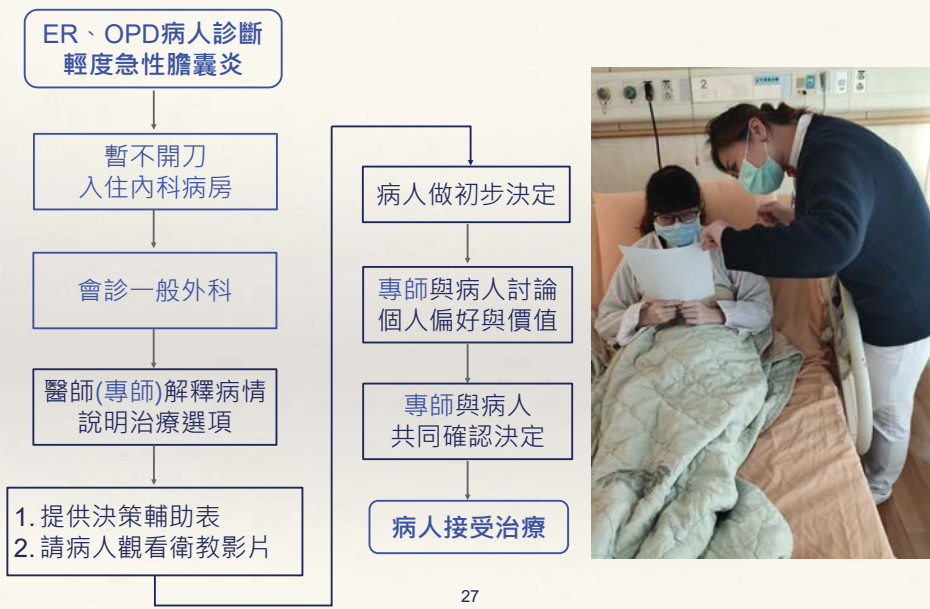 ER、OPD病人診斷
輕度急性膽囊炎
暫不開刀
入住內科病房
會診一般外科
醫師(專師)解釋病情
說明治療選項
1. 提供決策輔助表
2. 請病人觀看衛教影片
病人做初步決定
專師與病人討論
個人偏好與價值
專師與病人
共同確認決定
病人接受治療
2
27